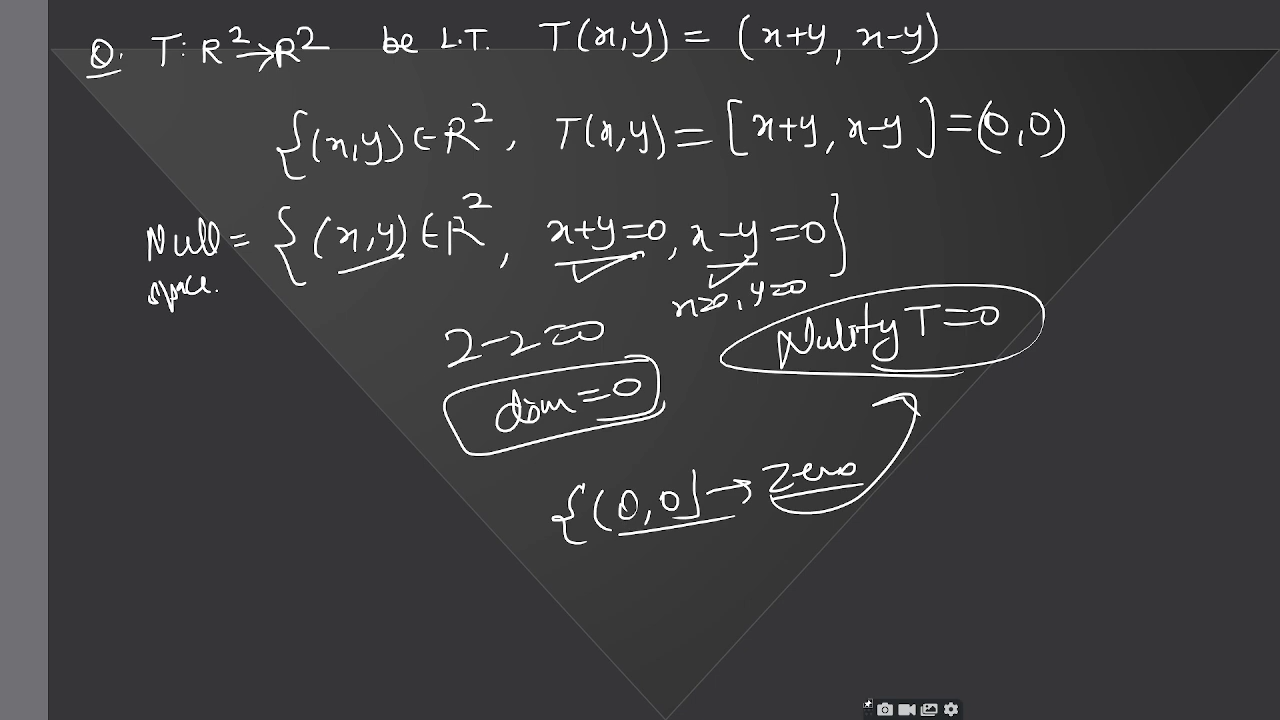 Q. T: R²→R² be L.T. T(x,y) = (x+y, x-y)
{(x,y) ∈ R², T(x,y) = [x+y, x-y] = (0,0)
Null space. = {(x,y) ∈ R², x+y=0, x-y=0}
x=0, y=0
2-2=0
Nulity T=0
dim=0
{(0,0} → zero